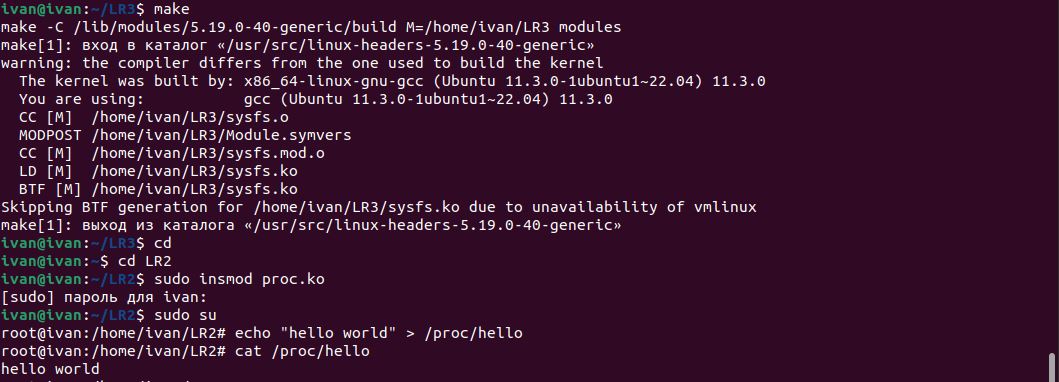 ivan@ivan:~/LR3$ make
make -C /lib/modules/5.19.0-40-generic/build M=/home/ivan/LR3 modules
make[1]: вход в каталог «/usr/src/linux-headers-5.19.0-40-generic»
warning: the compiler differs from the one used to build the kernel
  The kernel was built by: x86_64-linux-gnu-gcc (Ubuntu 11.3.0-1ubuntu1~22.04) 11.3.0
  You are using:           gcc (Ubuntu 11.3.0-1ubuntu1~22.04) 11.3.0
  CC [M]  /home/ivan/LR3/sysfs.o
  MODPOST /home/ivan/LR3/Module.symvers
  CC [M]  /home/ivan/LR3/sysfs.mod.o
  LD [M]  /home/ivan/LR3/sysfs.ko
  BTF [M] /home/ivan/LR3/sysfs.ko
Skipping BTF generation for /home/ivan/LR3/sysfs.ko due to unavailability of vmlinux
make[1]: выход из каталога «/usr/src/linux-headers-5.19.0-40-generic»
ivan@ivan:~/LR3$ cd
ivan@ivan:~$ cd LR2
ivan@ivan:~/LR2$ sudo insmod proc.ko
[sudo] пароль для ivan:
ivan@ivan:~/LR2$ sudo su
root@ivan:/home/ivan/LR2# echo "hello world" > /proc/hello
root@ivan:/home/ivan/LR2# cat /proc/hello
hello world